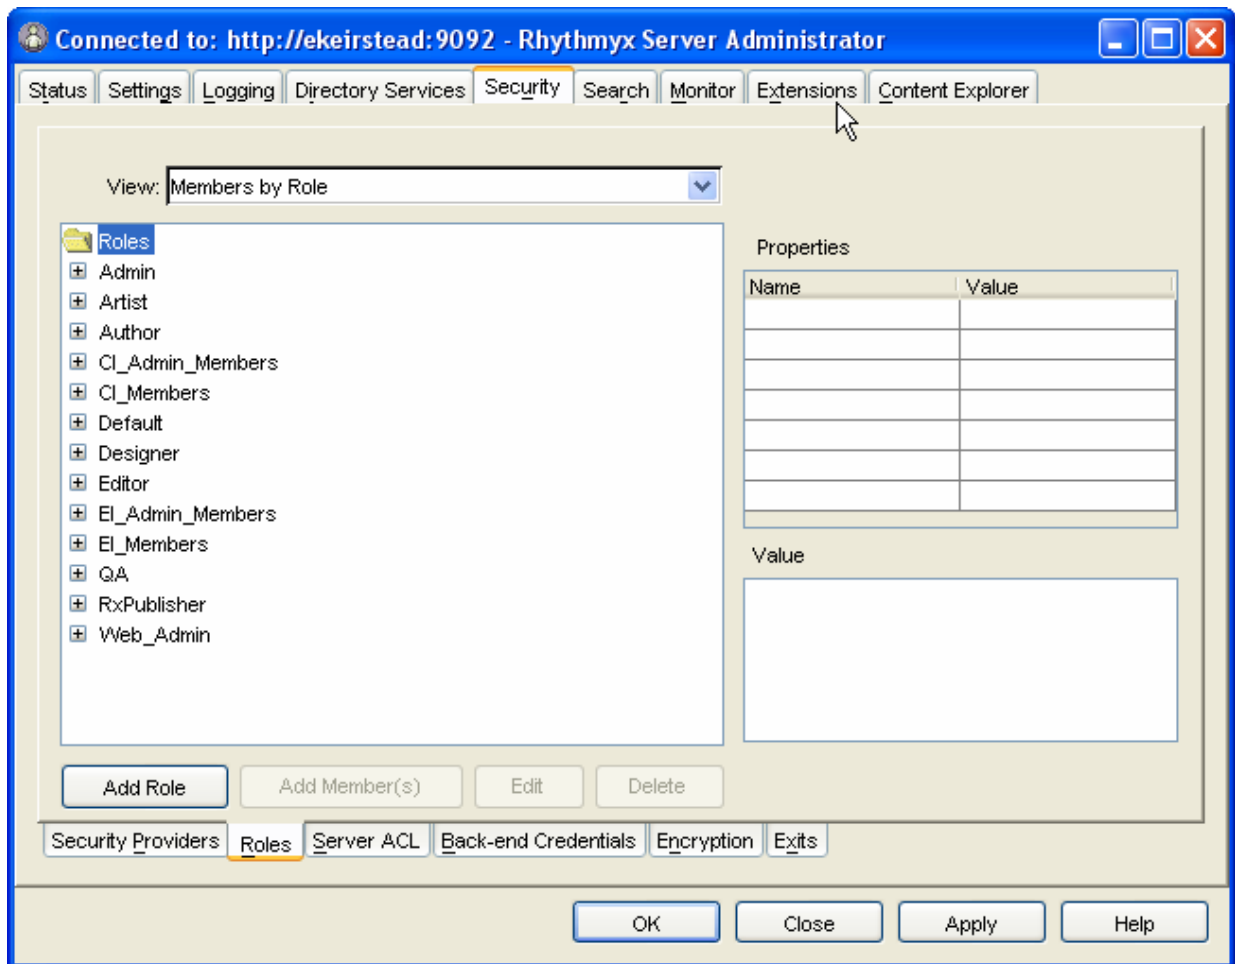 Connected to: http://ekeirstead:9092 - Rhythmyx Server Administrator
Status Settings Logging Directory Services Security Search Monitor Extensions Content Explorer
View: Members by Role
Roles
Admin
Artist
Author
CI_Admin_Members
CI_Members
Default
Designer
Editor
EI_Admin_Members
EI_Members
QA
RxPublisher
Web_Admin
Properties
Name Value
Value
Add Role Add Member(s) Edit Delete
Security Providers Roles Server ACL Back-end Credentials Encryption Exits
OK Close Apply Help